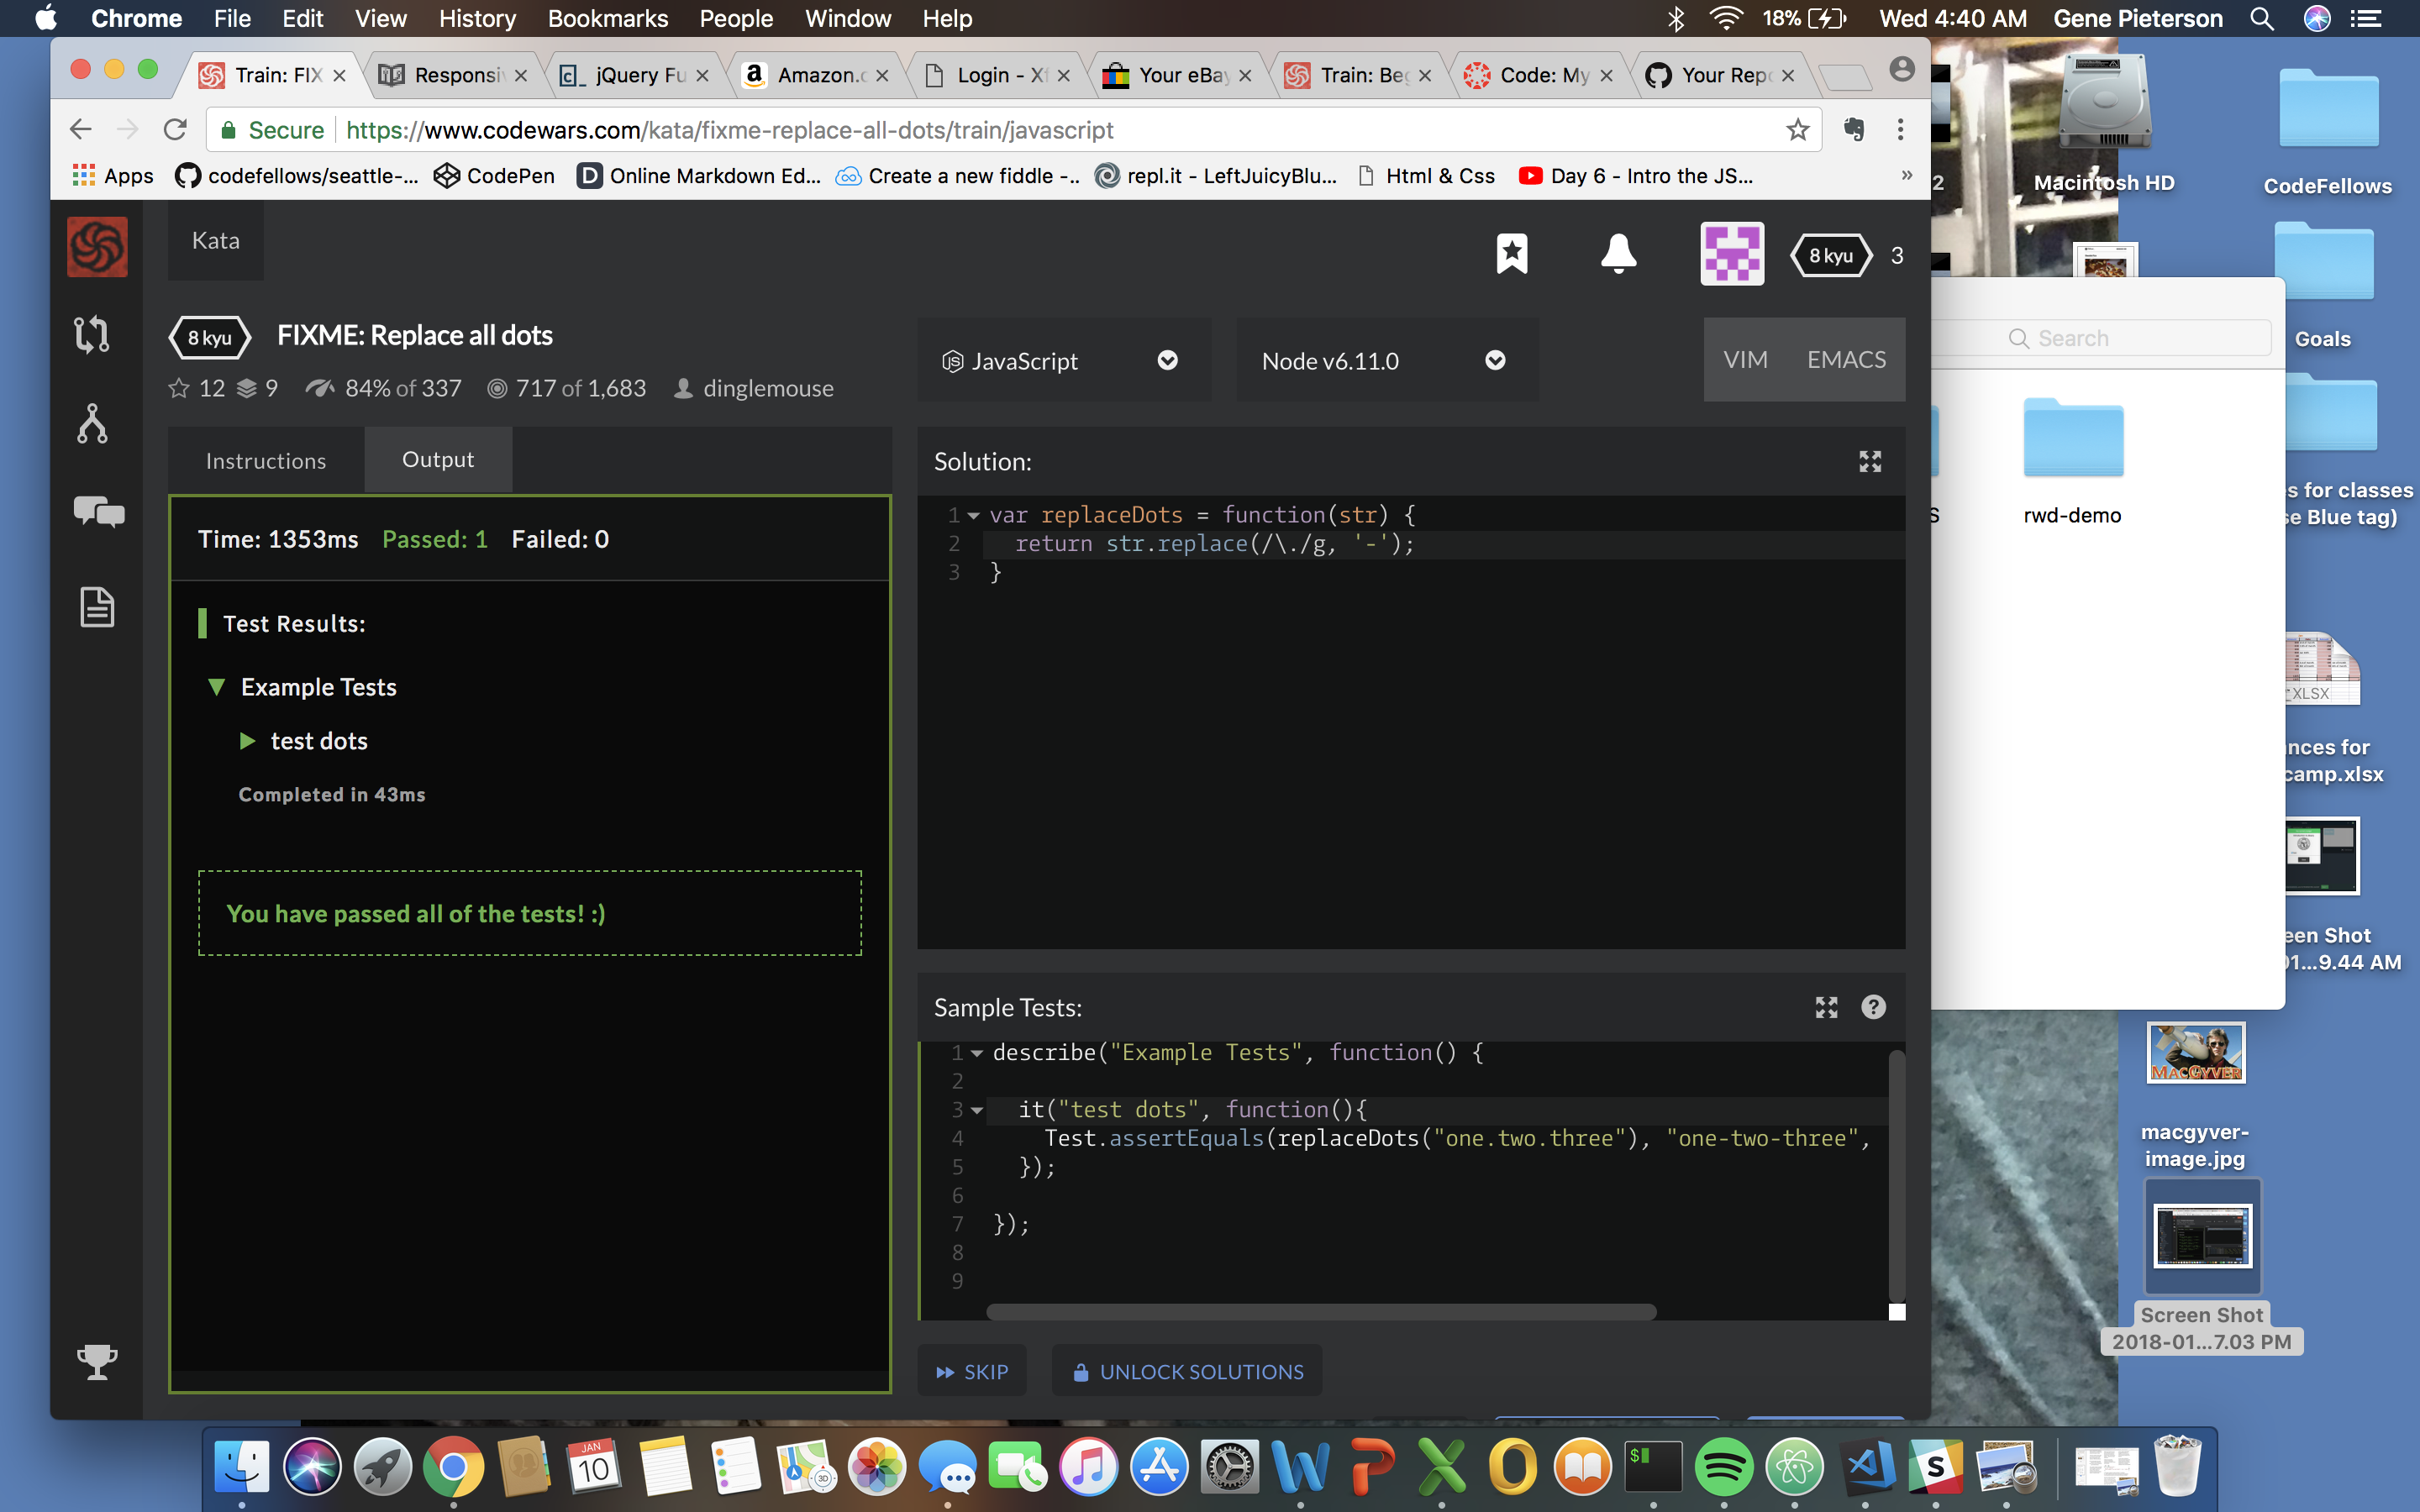 Chrome File Edit View History Bookmarks People Window Help 18% Wed 4:40 AM Gene Pieterson
Train: FIX Responsi jQuery Fu Amazon.c Login - Xf Your eBay Train: Beg Code: My Your Repo
Secure https://www.codewars.com/kata/fixme-replace-all-dots/train/javascript
Apps codefellows/seattle-... CodePen Online Markdown Ed... Create a new fiddle -... repl.it - LeftJuicyBlu... Html & Css Day 6 - Intro the JS... »
Kata
8 kyu 3
8 kyu FIXME: Replace all dots
12 9 84% of 337 717 of 1,683 dinglemouse
JavaScript Node v6.11.0 VIM EMACS
Instructions Output
Time: 1353ms Passed: 1 Failed: 0
Test Results:
Example Tests
test dots
Completed in 43ms
You have passed all of the tests! :)
Solution:
1 var replaceDots = function(str) {
2 return str.replace(/\./g, '-');
3 }
Sample Tests:
1 describe("Example Tests", function() {
2
3 it("test dots", function(){
4 Test.assertEquals(replaceDots("one.two.three"), "one-two-three",
5 });
6
7 });
8
9
SKIP UNLOCK SOLUTIONS
2
Macintosh HD
CodeFellows
Search
Goals
S
rwd-demo
s for classes
se Blue tag)
XLSX
nces for
camp.xlsx
een Shot
01...9.44 AM
MACGYVER
macgyver-
image.jpg
Screen Shot
2018-01...7.03 PM
JAN
10
3D
$